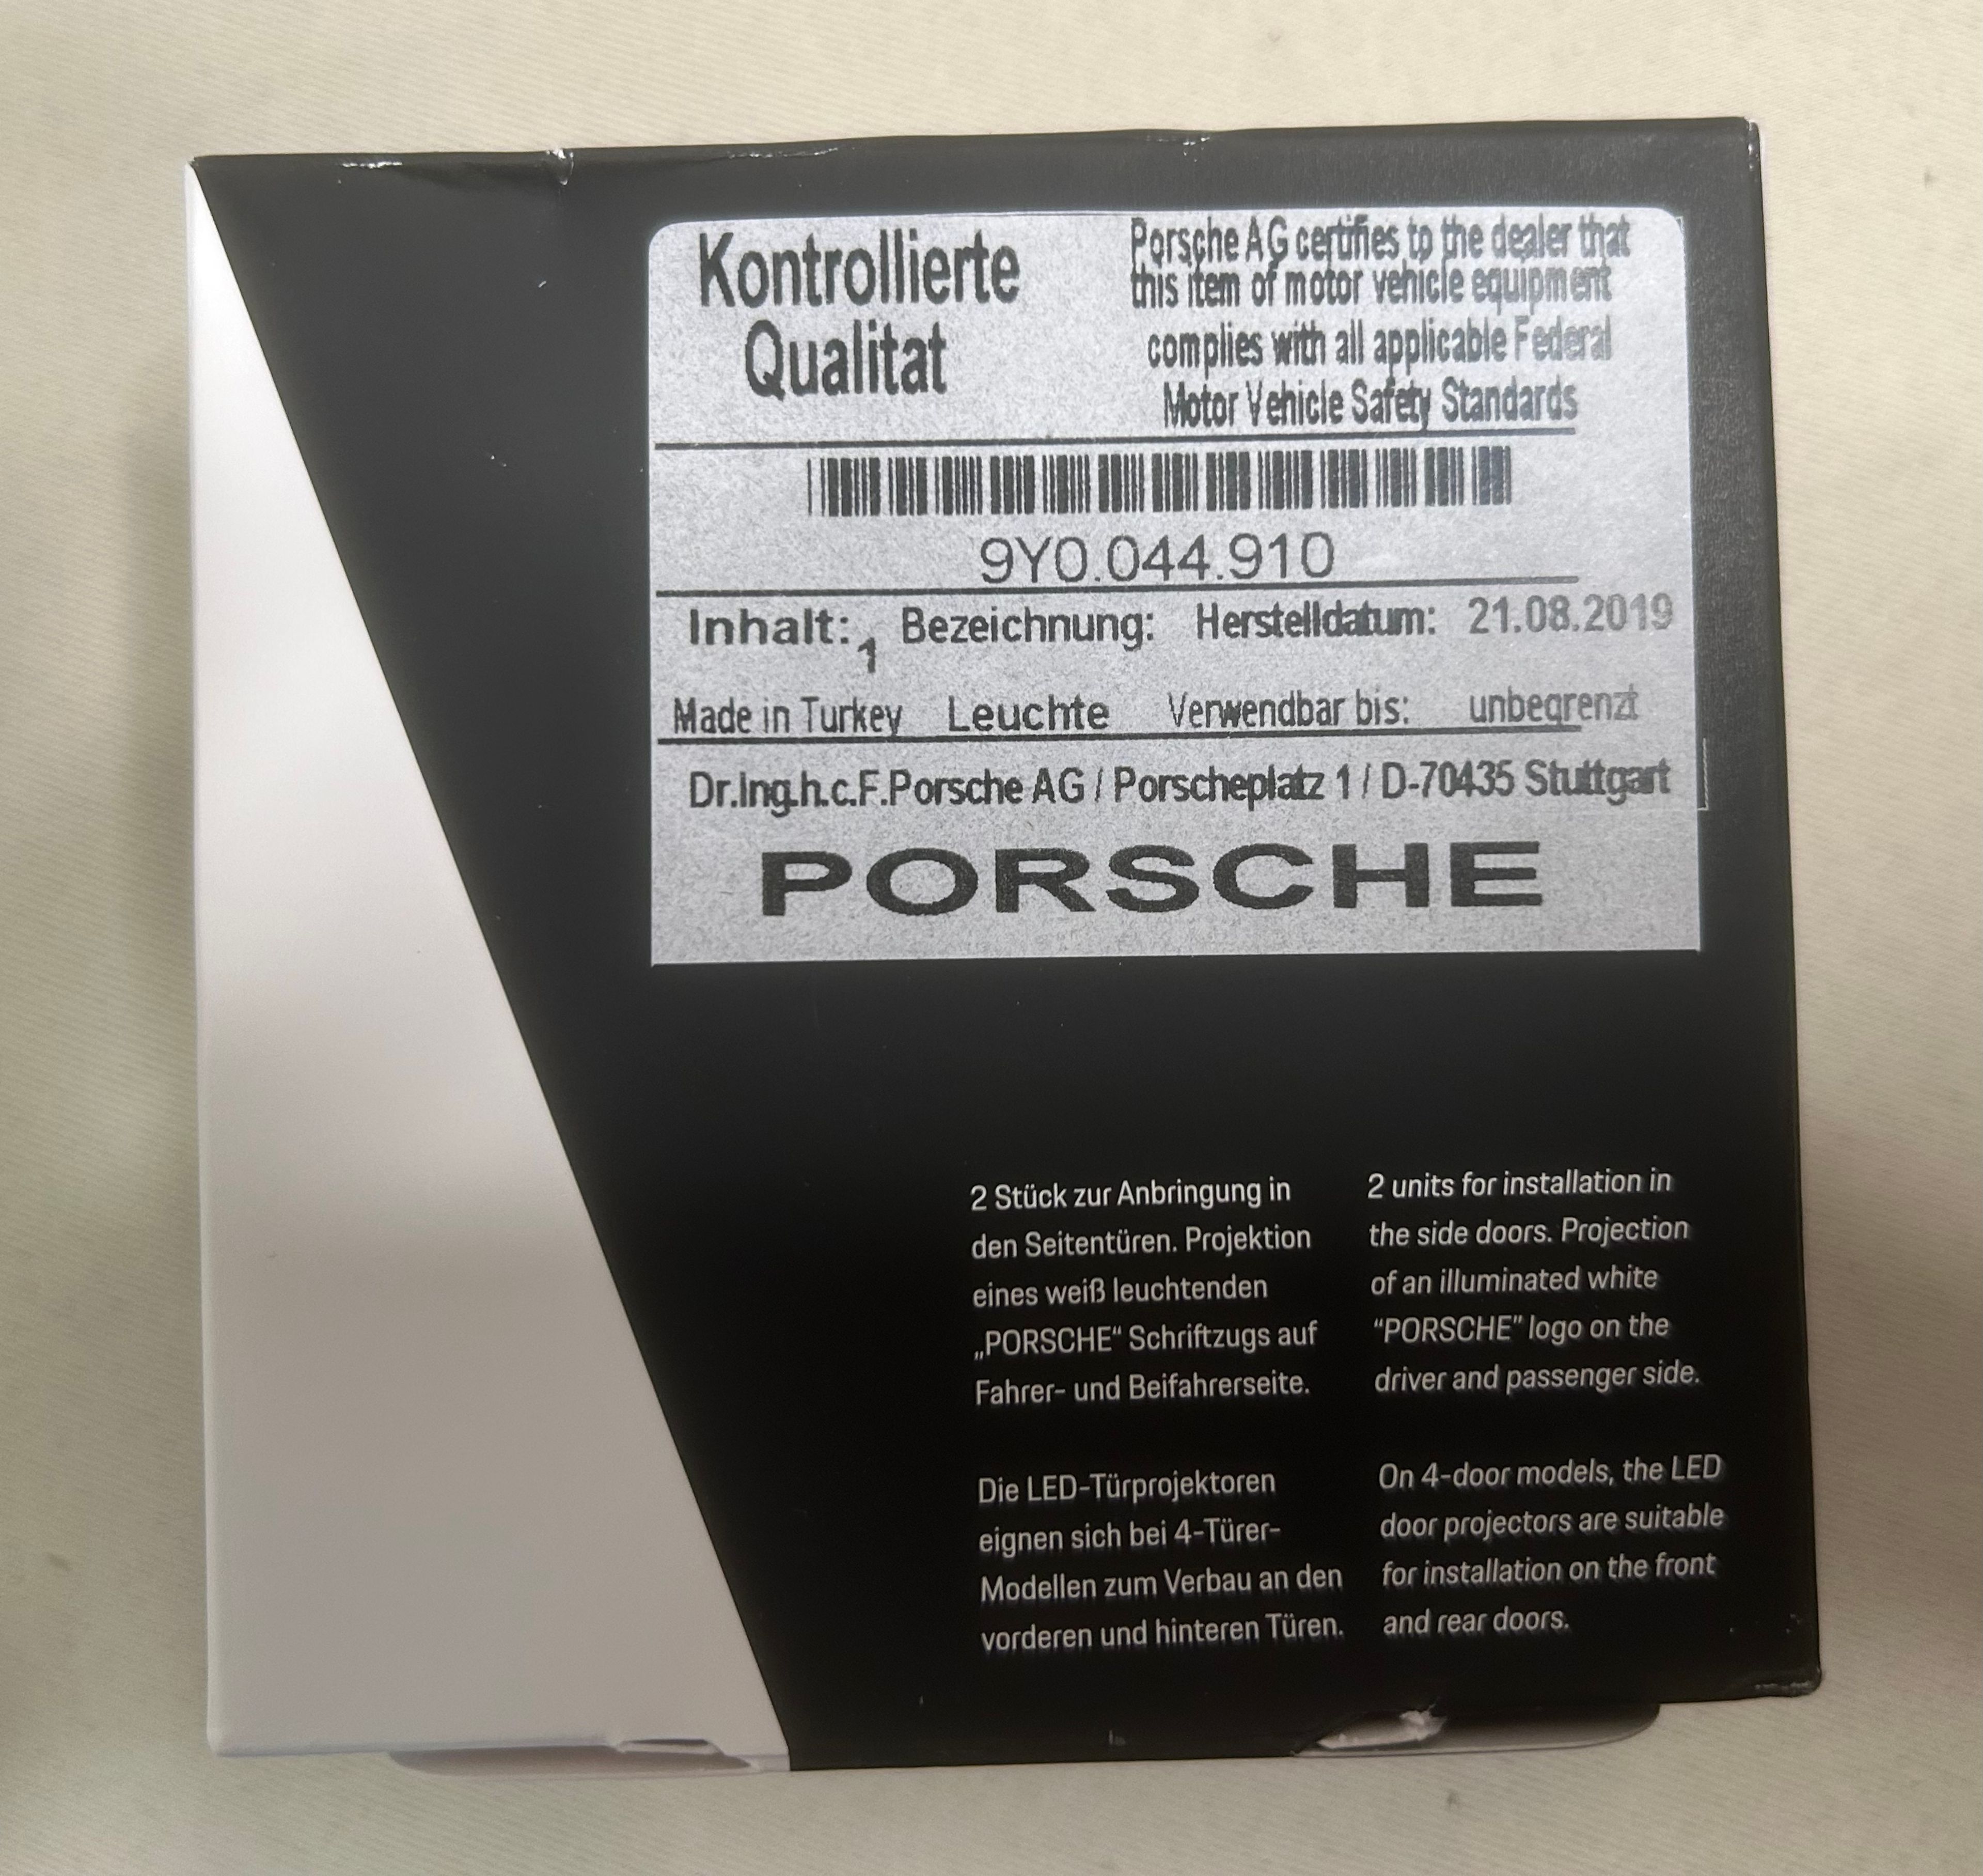 Kontrollierte
Qualitat
Porsche AG certifies to the dealer that
this item of motor vehicle equipment
complies with all applicable Federal
Motor Vehicle Safety Standards
9Y0.044.910
Inhalt: 1 Bezeichnung: Herstelldatum: 21.08.2019
Made in Turkey Leuchte Verwendbar bis: unbegrenzt
Dr.Ing.h.c.F.Porsche AG / Porscheplatz 1 / D-70435 Stuttgart
PORSCHE
2 Stück zur Anbringung in
den Seitentüren. Projektion
eines weiß leuchtenden
„PORSCHE“ Schriftzugs auf
Fahrer- und Beifahrerseite.
Die LED-Türprojektoren
eignen sich bei 4-Türer-
Modellen zum Verbau an den
vorderen und hinteren Türen.
2 units for installation in
the side doors. Projection
of an illuminated white
“PORSCHE” logo on the
driver and passenger side.
On 4-door models, the LED
door projectors are suitable
for installation on the front
and rear doors.